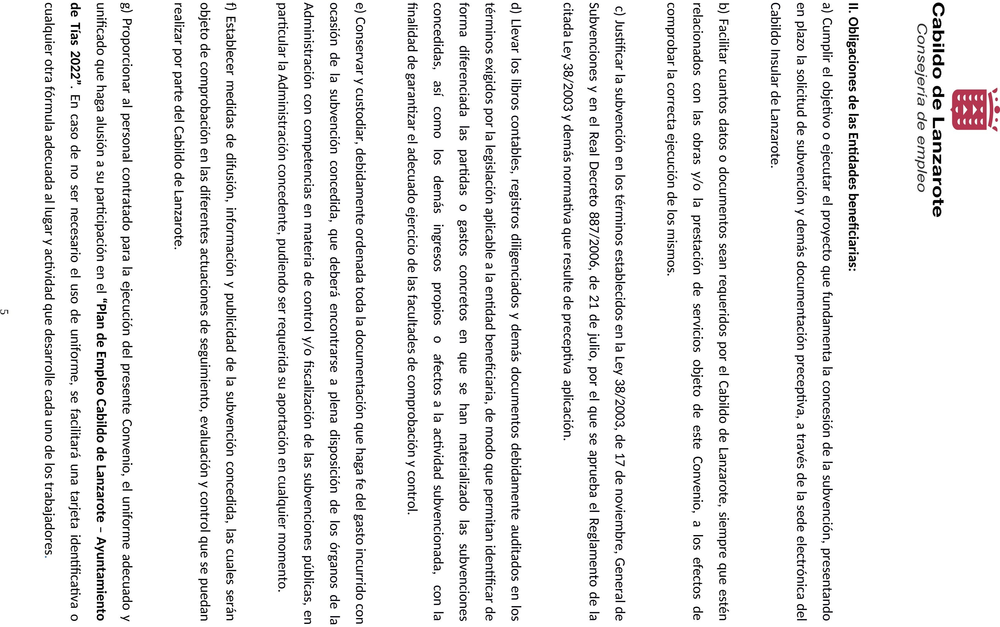 Cabildo de Lanzarote
Consejería de empleo
II. Obligaciones de las Entidades beneficiarias:
a) Cumplir el objetivo o ejecutar el proyecto que fundamenta la concesión de la subvención, presentando
en plazo la solicitud de subvención y demás documentación preceptiva, a través de la sede electrónica del
Cabildo Insular de Lanzarote.
b) Facilitar cuantos datos o documentos sean requeridos por el Cabildo de Lanzarote, siempre que estén
relacionados con las obras y/o la prestación de servicios objeto de este Convenio, a los efectos de
comprobar la correcta ejecución de los mismos.
c) Justificar la subvención en los términos establecidos en la Ley 38/2003, de 17 de noviembre, General de
Subvenciones y en el Real Decreto 887/2006, de 21 de julio, por el que se aprueba el Reglamento de la
citada Ley 38/2003 y demás normativa que resulte de preceptiva aplicación.
d) Llevar los libros contables, registros diligenciados y demás documentos debidamente auditados en los
términos exigidos por la legislación aplicable a la entidad beneficiaria, de modo que permitan identificar de
forma diferenciada las partidas o gastos concretos en que se han materializado las subvenciones
concedidas, así como los demás ingresos propios o afectos a la actividad subvencionada, con la
finalidad de garantizar el adecuado ejercicio de las facultades de comprobación y control.
e) Conservar y custodiar, debidamente ordenada toda la documentación que haga fe del gasto incurrido con
ocasión de la subvención concedida, que deberá encontrarse a plena disposición de los órganos de la
Administración con competencias en materia de control y/o fiscalización de las subvenciones públicas, en
particular la Administración concedente, pudiendo ser requerida su aportación en cualquier momento.
f) Establecer medidas de difusión, información y publicidad de la subvención concedida, las cuales serán
objeto de comprobación en las diferentes actuaciones de seguimiento, evaluación y control que se puedan
realizar por parte del Cabildo de Lanzarote.
g) Proporcionar al personal contratado para la ejecución del presente Convenio, el uniforme adecuado y
unificado que haga alusión a su participación en el “Plan de Empleo Cabildo de Lanzarote – Ayuntamiento
de Tías 2022”. En caso de no ser necesario el uso de uniforme, se facilitará una tarjeta identificativa o
cualquier otra fórmula adecuada al lugar y actividad que desarrolle cada uno de los trabajadores.
5